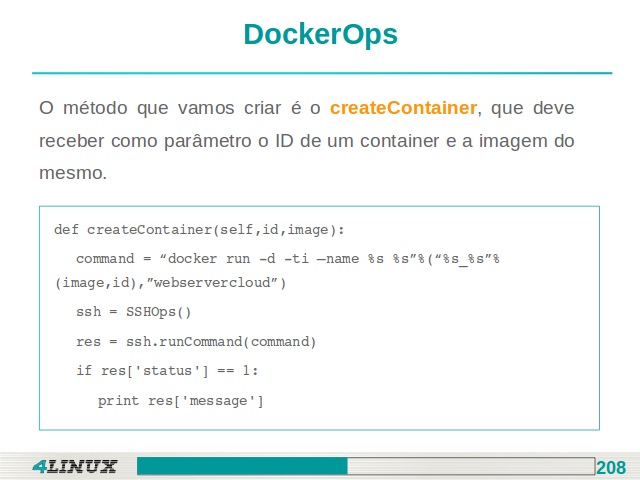 DockerOps
O método que vamos criar é o createContainer, que deve
receber como parâmetro o ID de um container e a imagem do
mesmo.
def createContainer(self,id,image):
command = “docker run -d -ti –name %s %s”%(“%s_%s”%
(image,id),”webservercloud”)
ssh = SSHOps()
res = ssh.runCommand(command)
if res['status'] == 1:
print res['message']
4LINUX
208